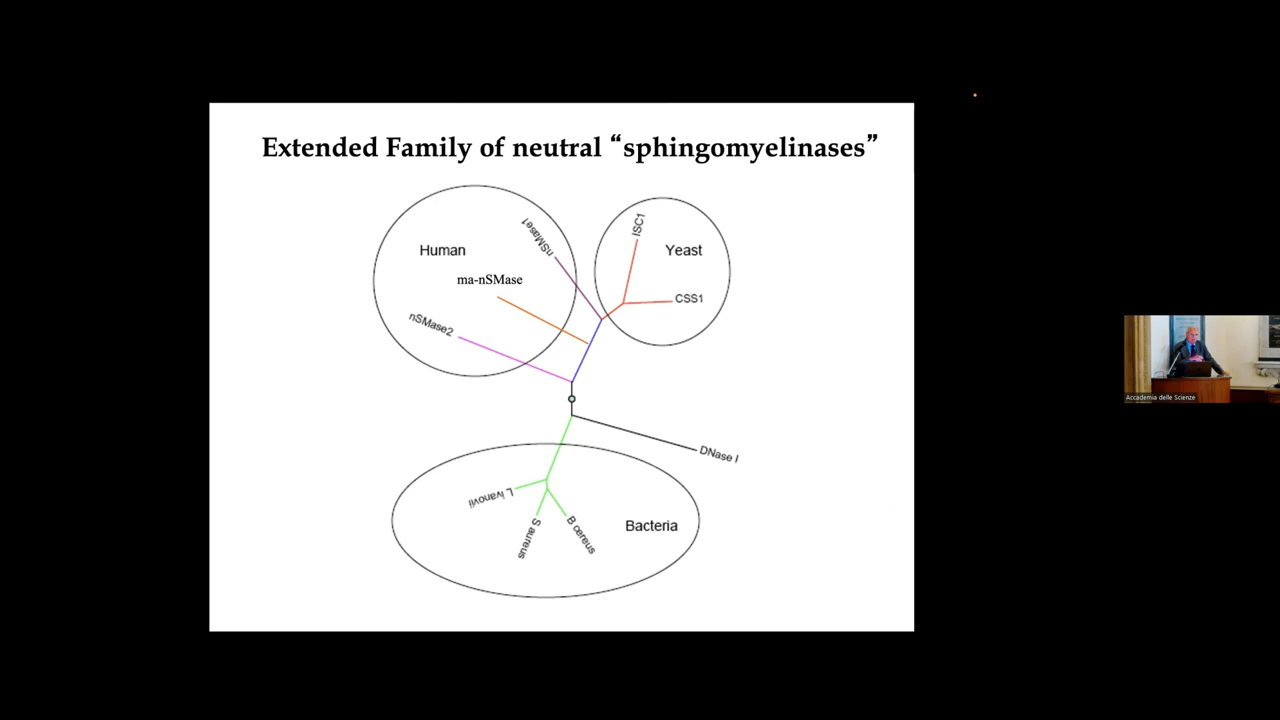 Extended Family of neutral “sphingomyelinases”
Human
nSMase1
ma-nSMase
nSMase2
ISC1
Yeast
CSS1
DNase I
L ivanovii
S aureus
B cereus
Bacteria
Accademia delle Scienze